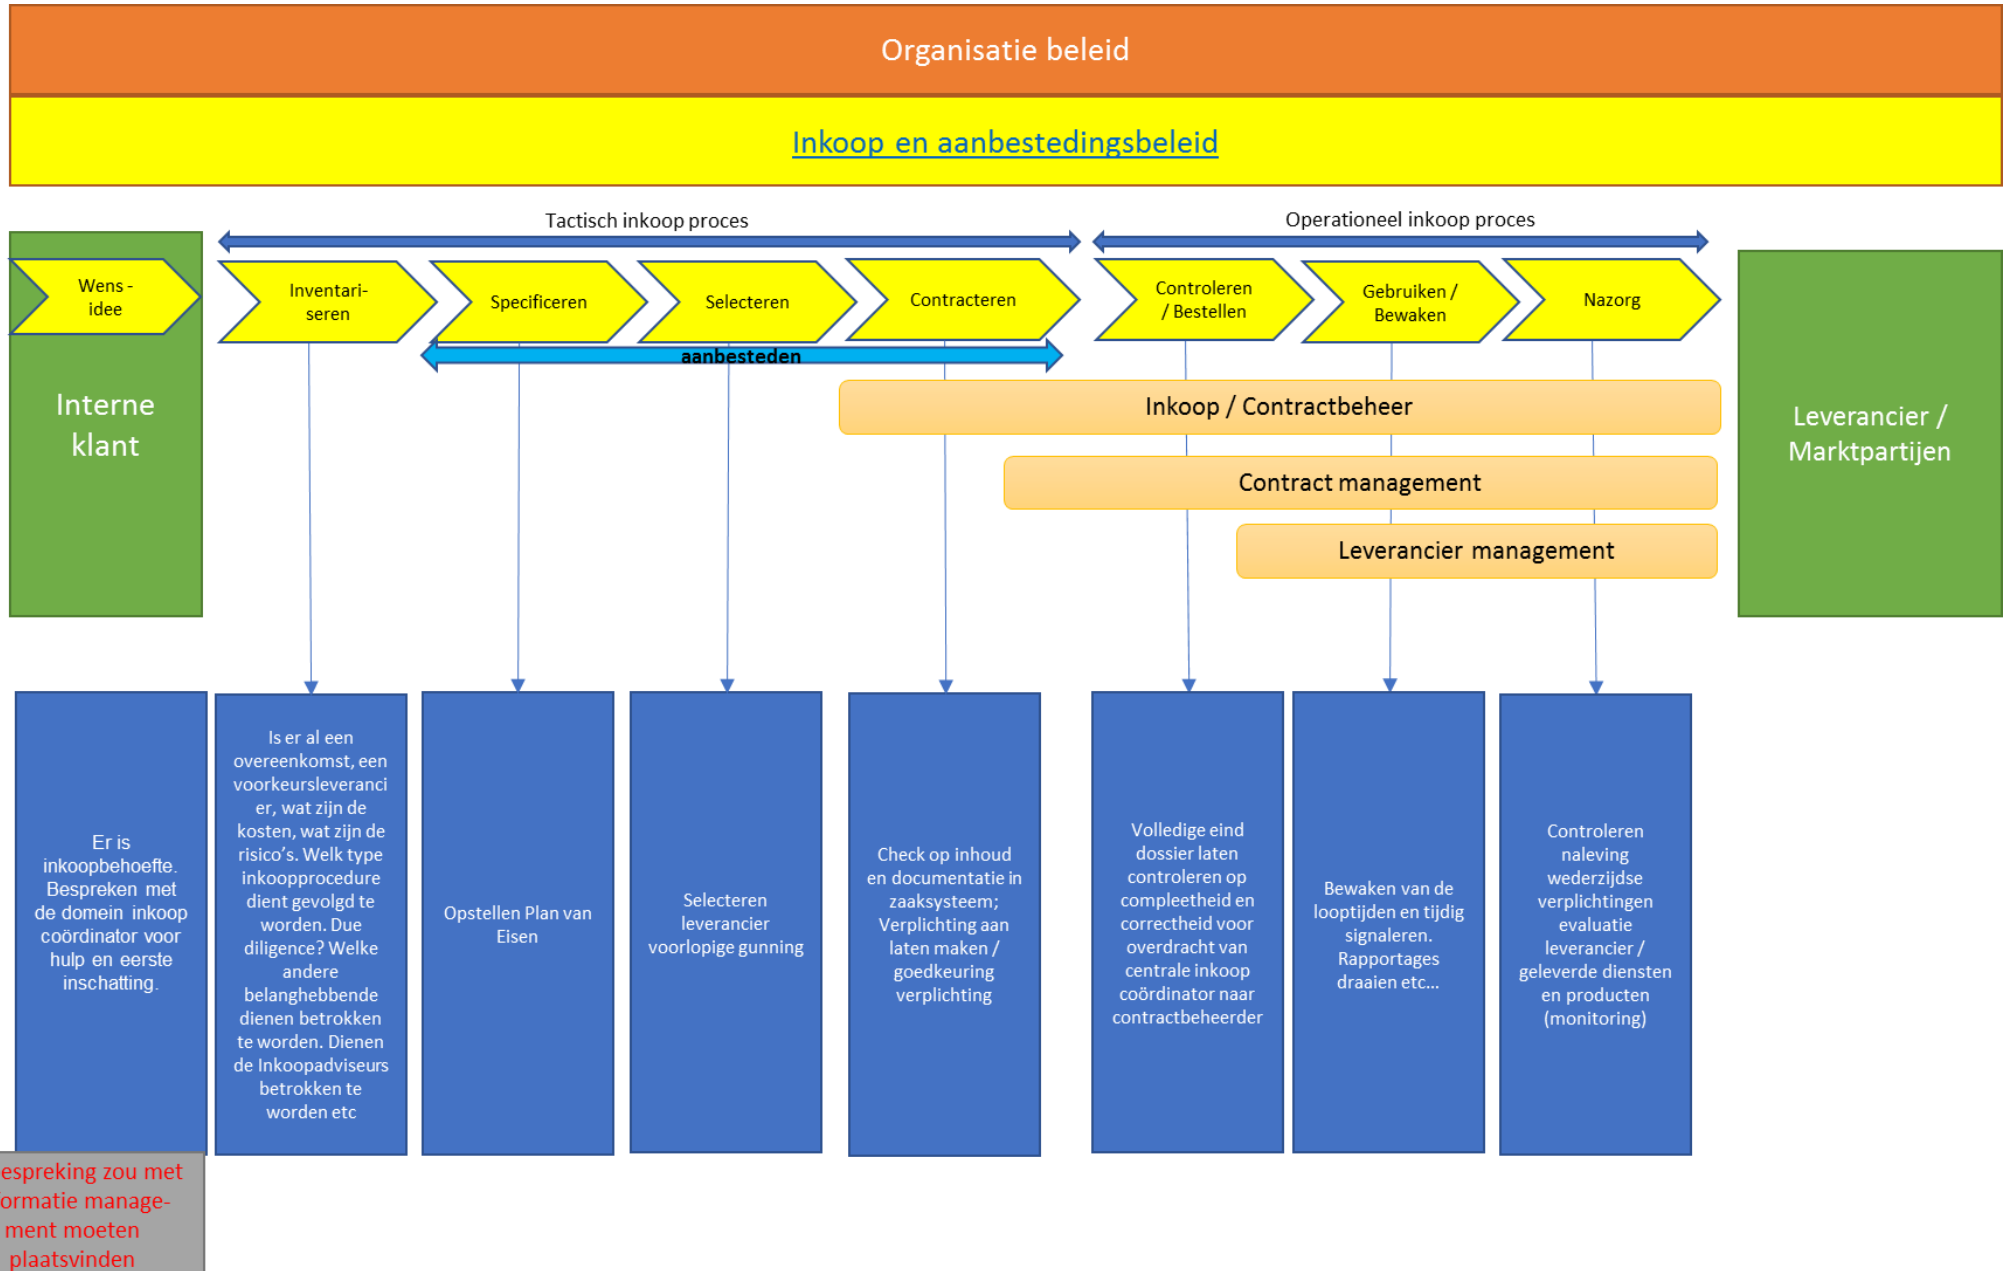 Organisatie beleid
Inkoop en aanbestedingsbeleid
Tactisch inkoop proces
Operationeel inkoop proces
Wens -
idee
Inventari-
seren
Specificeren
Selecteren
Contracteren
Controleren
/ Bestellen
Gebruiken /
Bewaken
Nazorg
aanbesteden
Interne
klant
Inkoop / Contractbeheer
Contract management
Leverancier management
Leverancier /
Marktpartijen
Er is
inkoopbehoefte.
Bespreken met
de domein inkoop
coördinator voor
hulp en eerste
inschatting.
Is er al een
overeenkomst, een
voorkeursleveranci
er, wat zijn de
kosten, wat zijn de
risico's. Welk type
inkoopprocedure
dient gevolgd te
worden. Due
diligence? Welke
andere
belanghebbende
dienen betrokken
te worden. Dienen
de Inkoopadviseurs
betrokken te
worden etc
Opstellen Plan van
Eisen
Selecteren
leverancier
voorlopige gunning
Check op inhoud
en documentatie in
zaaksysteem;
Verplichting aan
laten maken /
goedkeuring
verplichting
Volledige eind
dossier laten
controleren op
compleetheid en
correctheid voor
overdracht van
centrale inkoop
coördinator naar
contractbeheerder
Bewaken van de
looptijden en tijdig
signaleren.
Rapportages
draaien etc...
Controleren
naleving
wederzijdse
verplichtingen
evaluatie
leverancier /
geleverde diensten
en producten
(monitoring)
espreking zou met
ormatie manage-
ment moeten
plaatsvinden